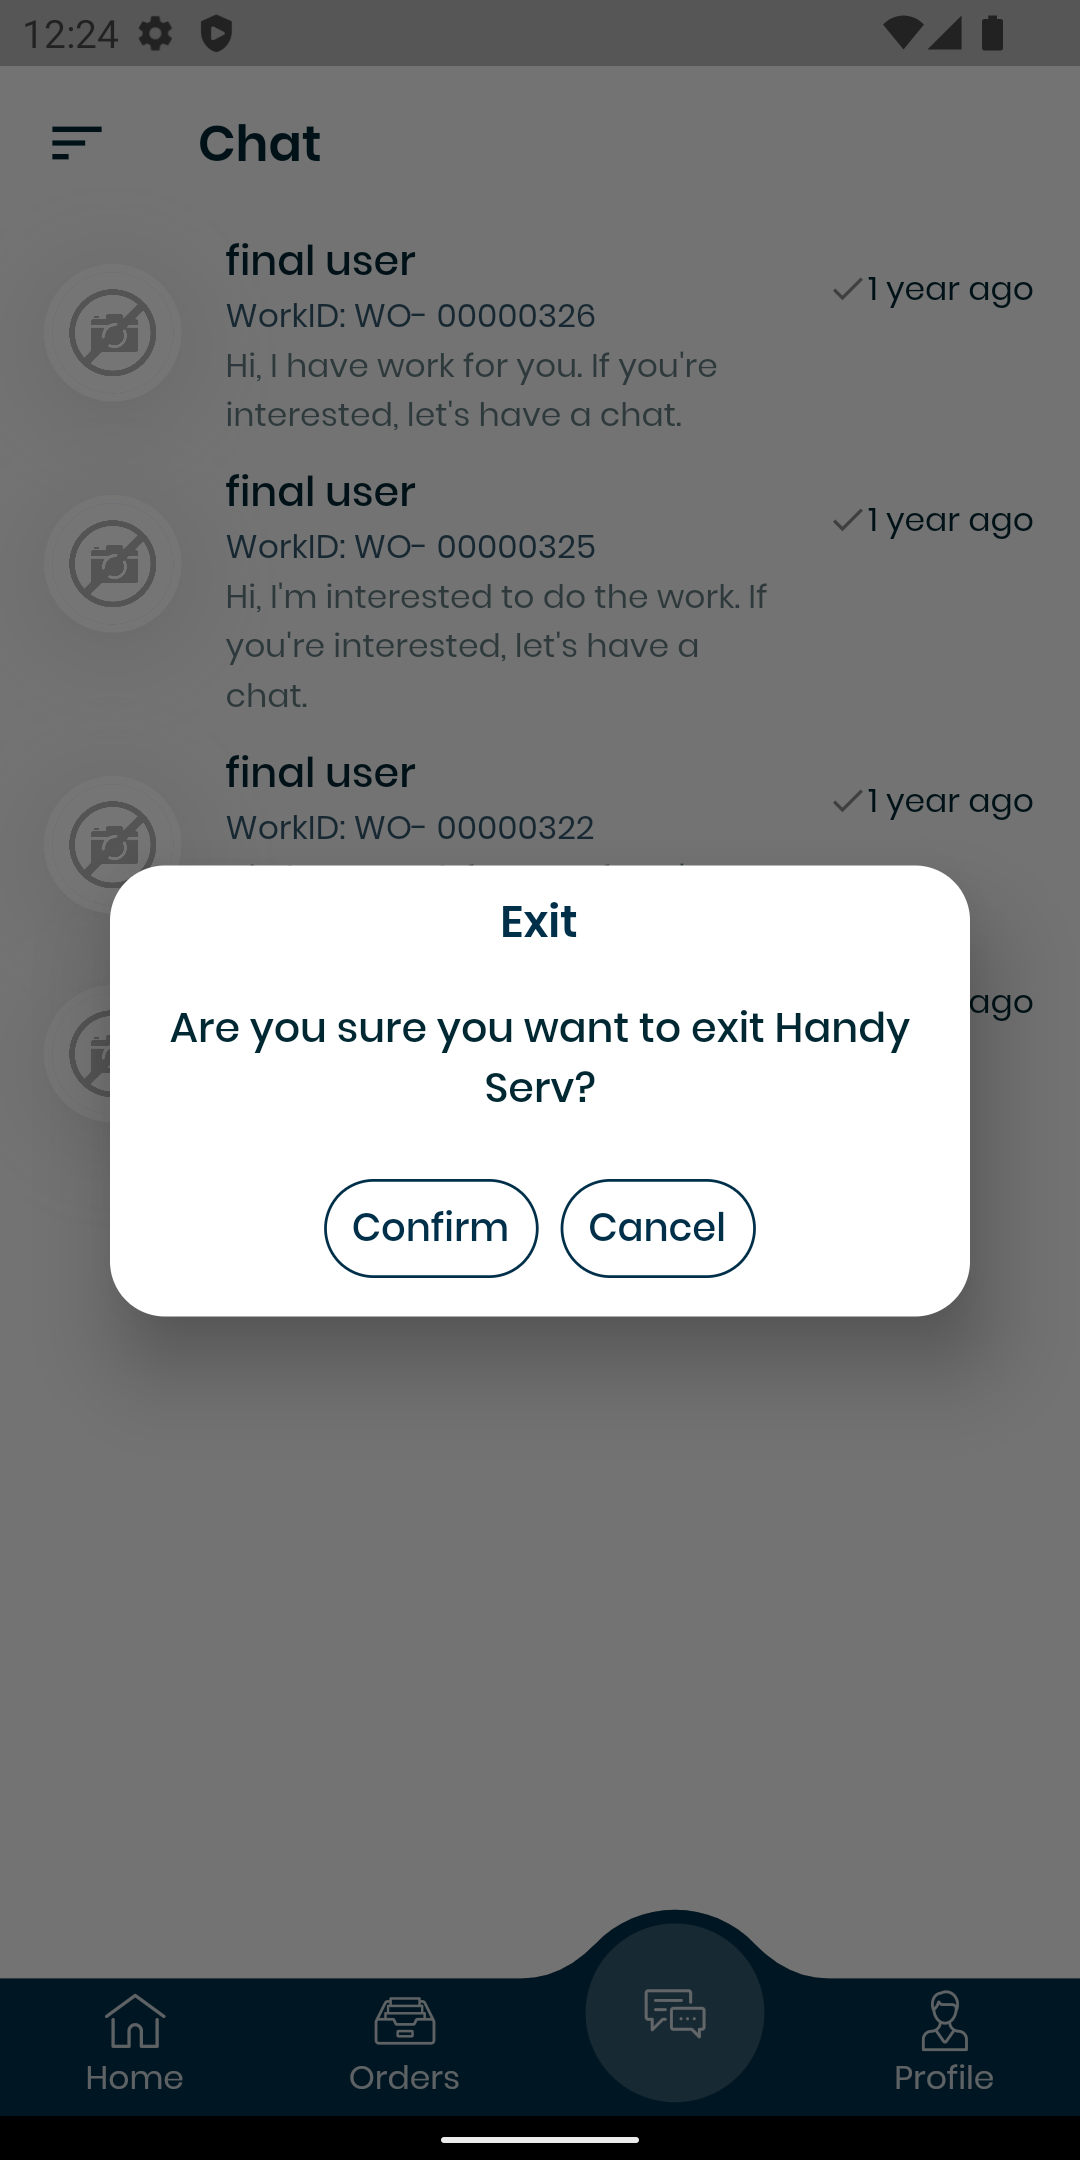 12:24
Chat
final user
1 year ago
WorkID: WO- 00000326
Hi, I have work for you. If you're
interested, let's have a chat.
final user
1 year ago
WorkID: WO- 00000325
Hi, I'm interested to do the work. If
you're interested, let's have a
chat.
final user
1 year ago
WorkID: WO- 00000322
ago
Exit
Are you sure you want to exit Handy
Serv?
Confirm
Cancel
Home
Orders
Profile